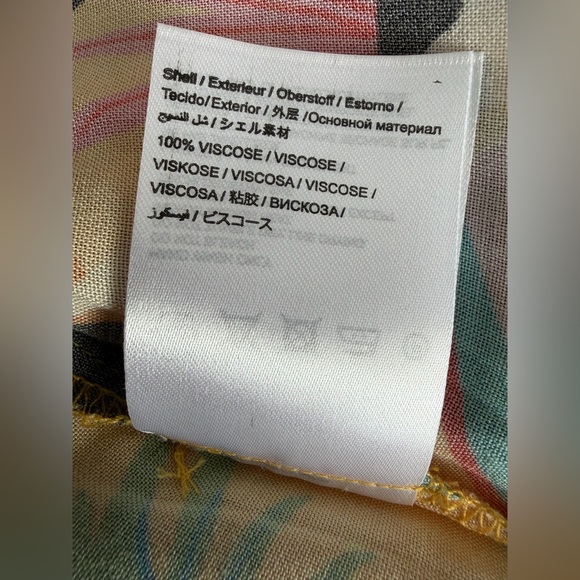 Shell / Exterieur / Oberstoff / Estorno /
Tecido/ Exterior / 外层 /Основной материал
شل للنسيج / シェル素材
100% VISCOSE / VISCOSE /
VISKOSE / VISCOSA / VISCOSE /
VISCOSA / 粘胶 / ВИСКОЗА /
فيسكوز / ビスコース